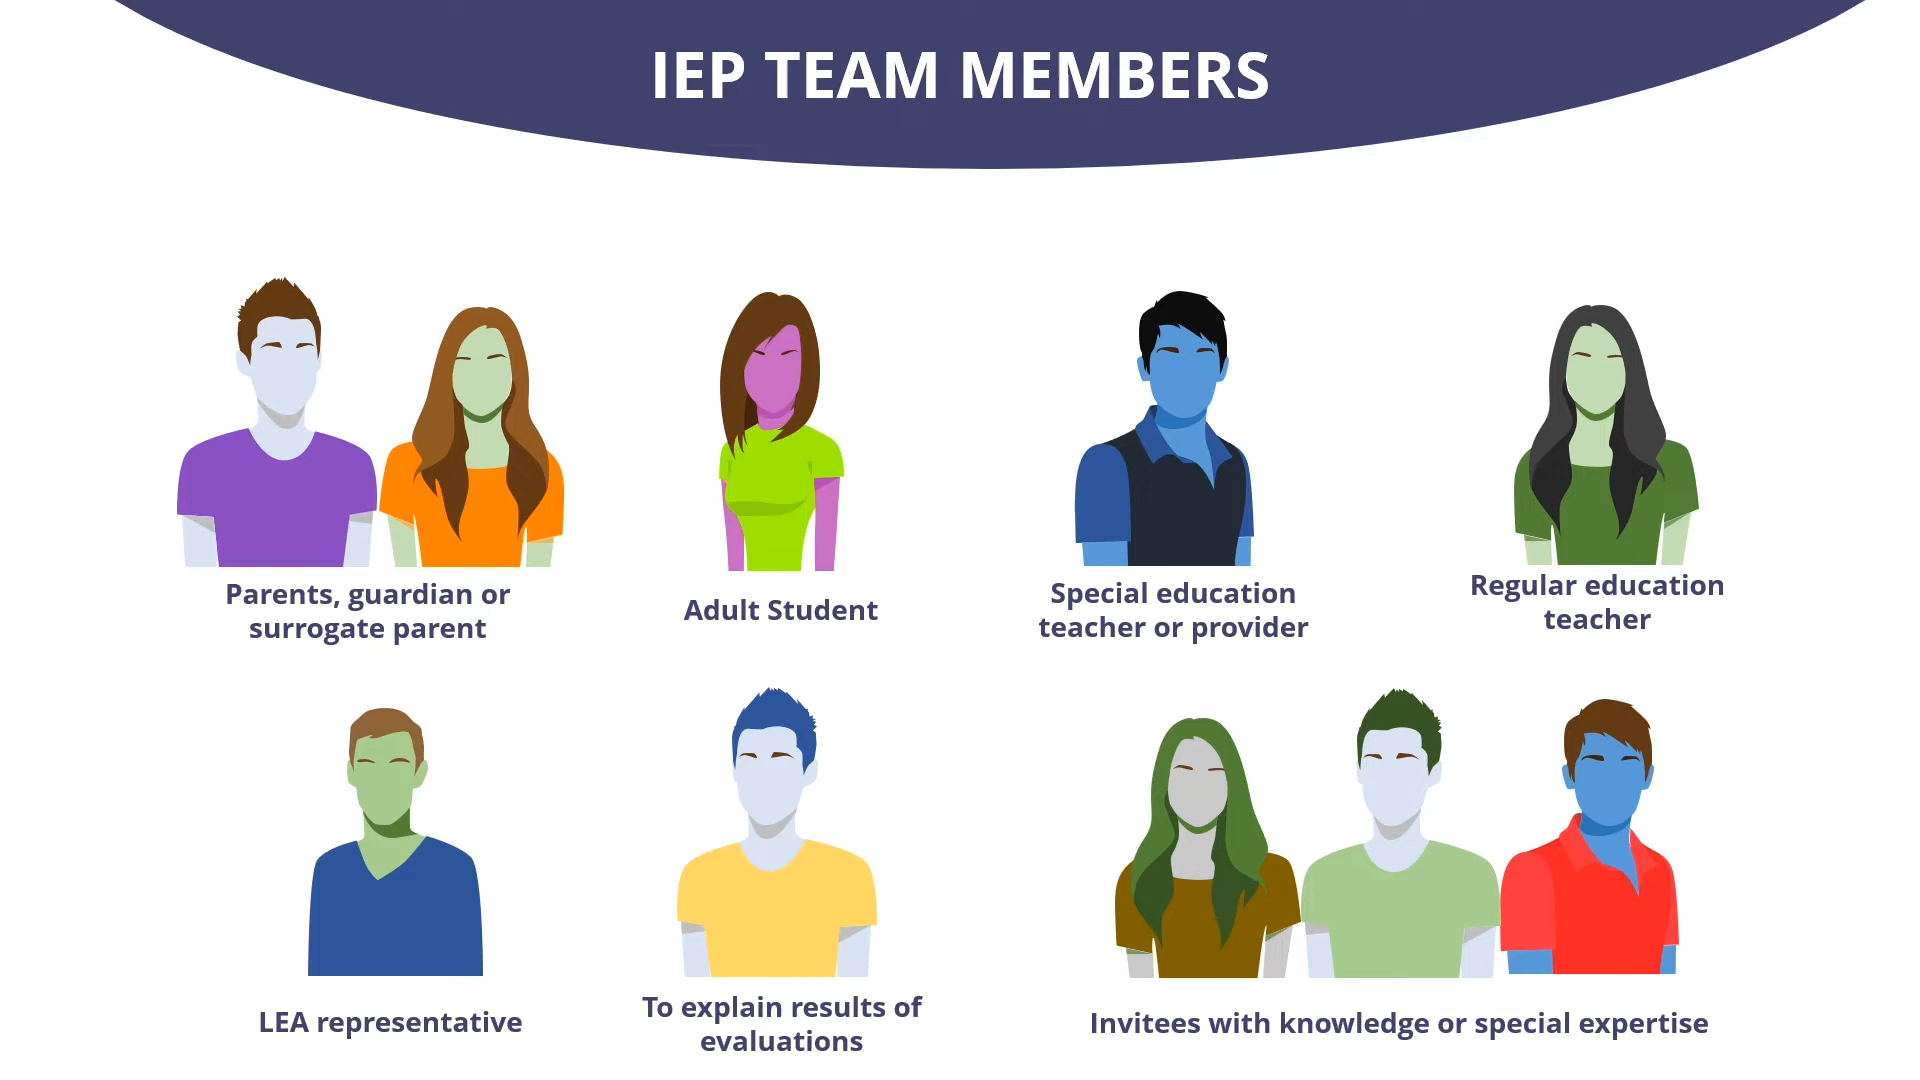 IEP TEAM MEMBERS
Parents, guardian or
surrogate parent
Adult Student
Special education
teacher or provider
Regular education
teacher
LEA representative
To explain results of
evaluations
Invitees with knowledge or special expertise